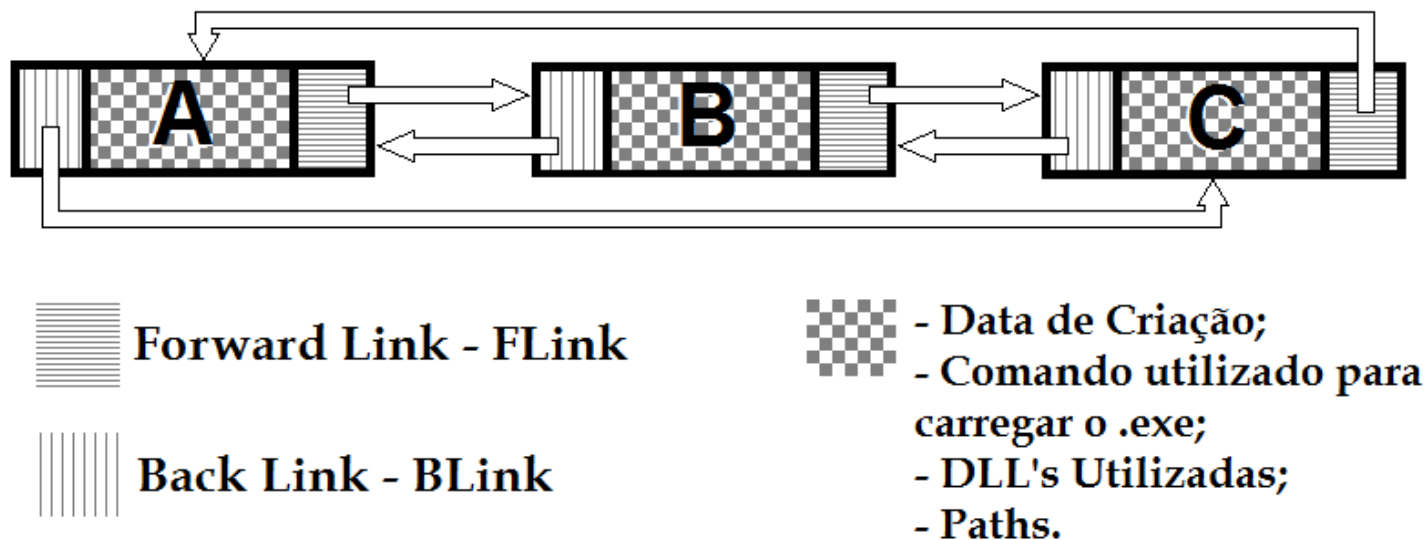 A
B
C
Forward Link - FLink
Back Link - BLink
- Data de Criação;
- Comando utilizado para
carregar o .exe;
- DLL's Utilizadas;
- Paths.